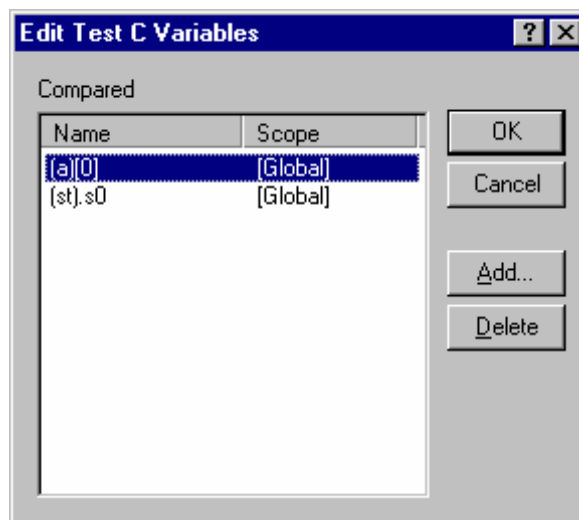 Edit Test C Variables
Compared
Name Scope
(a)[0] [Global]
(st).s0 [Global]
OK
Cancel
Add...
Delete